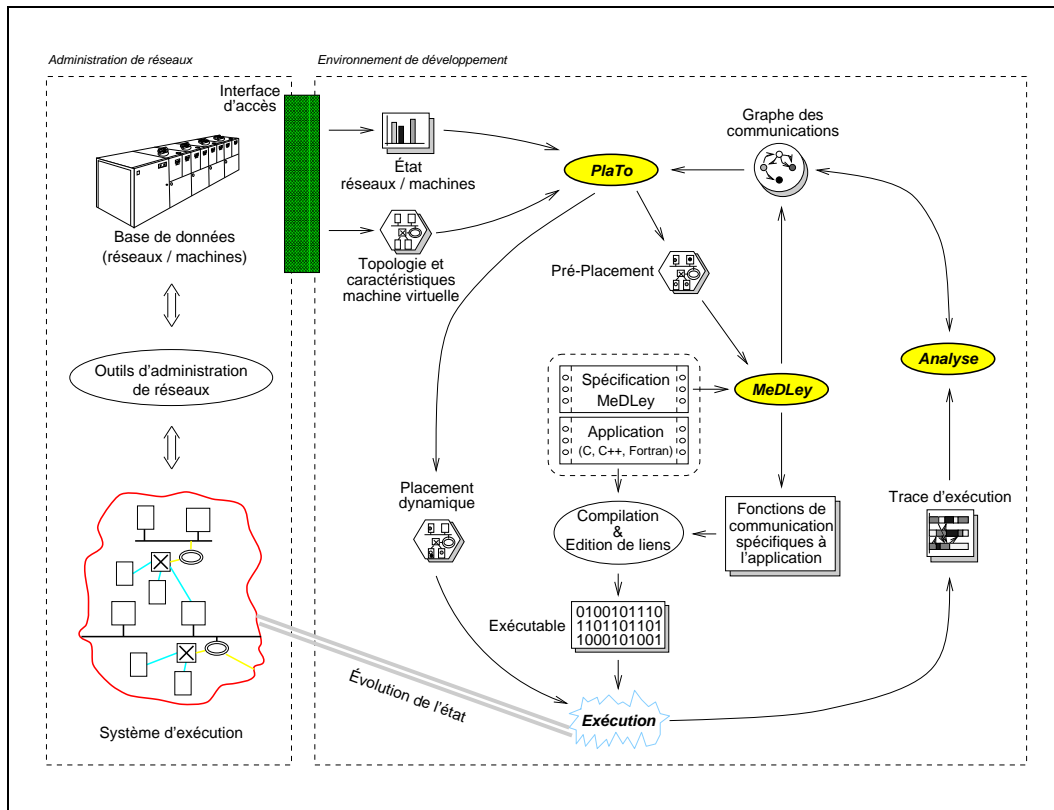 Administration de réseaux
Environnement de développement
Interface
d'accès
Base de données
(réseaux / machines)
Outils d'administration
de réseaux
Système d'exécution
État
réseaux / machines
Topologie et
caractéristiques
machine virtuelle
PlaTo
Graphe des
communications
Pré-Placement
Analyse
Spécification
MeDLey
MeDLey
Application
(C, C++, Fortran)
Placement
dynamique
Compilation
&
Edition de liens
Fonctions de
communication
spécifiques à
l'application
Trace d'exécution
Exécutable
0100101110
1101101101
1000101001
Évolution de l'état
Exécution